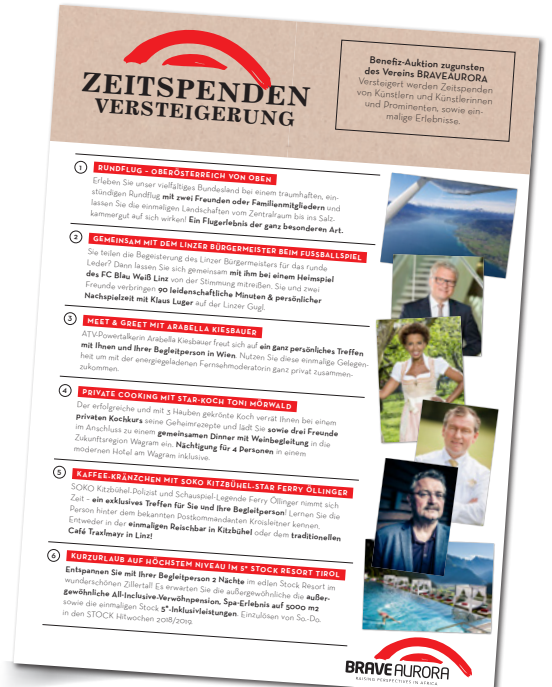 ZEITSPENDEN
VERSTEIGERUNG
Benefiz-Auktion zugunsten
des Vereins BRAVEAURORA
Versteigert werden Zeitspenden
von Künstlern und Künstlerinnen
und Prominenten, sowie ein-
malige Erlebnisse.
1 RUNDFLUG – OBERÖSTERREICH VON OBEN
Erleben Sie unser vielfältiges Bundesland bei einem traumhaften, ein-
stündigen Rundflug mit zwei Freunden oder Familienmitgliedern und
lassen Sie die einmaligen Landschaften vom Zentralraum bis ins Salz-
kammergut auf sich wirken! Ein Flugerlebnis der ganz besonderen Art.
2 GEMEINSAM MIT DEM LINZER BÜRGERMEISTER BEIM FUSSBALLSPIEL
Sie teilen die Begeisterung des Linzer Bürgermeisters für das runde
Leder? Dann lassen Sie sich gemeinsam mit ihm bei einem Heimspiel
des FC Blau Weiß Linz von der Stimmung mitreißen. Sie und zwei
Freunde verbringen 90 leidenschaftliche Minuten & persönlicher
Nachspielzeit mit Klaus Luger auf der Linzer Gugl.
3 MEET & GREET MIT ARABELLA KIESBAUER
ATV-Powertalkerin Arabella Kiesbauer freut sich auf ein ganz persönliches Treffen
mit Ihnen und Ihrer Begleitperson in Wien. Nutzen Sie diese einmalige Gelegen-
heit um mit der energiegeladenen Fernsehmoderatorin ganz privat zusammen-
zukommen.
4 PRIVATE COOKING MIT STAR-KOCH TONI MÖRWALD
Der erfolgreiche und mit 3 Hauben gekrönte Koch verrät Ihnen bei einem
privaten Kochkurs seine Geheimrezepte und lädt Sie sowie drei Freunde
im Anschluss zu einem gemeinsamen Dinner mit Weinbegleitung in die
Zukunftsregion Wagram ein. Nächtigung für 4 Personen in einem
modernen Hotel am Wagram inklusive.
5 KAFFEE-KRÄNZCHEN MIT SOKO KITZBÜHEL-STAR FERRY ÖLLINGER
SOKO Kitzbühel-Polizist und Schauspiel-Legende Ferry Öllinger nimmt sich
Zeit – ein exklusives Treffen für Sie und Ihre Begleitperson! Lernen Sie die
Person hinter dem bekannten Postkommandanten Kroisleitner kennen.
Entweder in der einmaligen Reischbar in Kitzbühel oder dem traditionellen
Café Traxlmayr in Linz!
6 KURZURLAUB AUF HÖCHSTEM NIVEAU IM 5* STOCK RESORT TIROL
Entspannen Sie mit Ihrer Begleitperson 2 Nächte im edlen Stock Resort im
wunderschönen Zillertal! Es erwarten Sie die außergewöhnliche die außer-
gewöhnliche All-Inclusive-Verwöhnpension, Spa-Erlebnis auf 5000 m2
sowie die einmaligen Stock 5*-Inklusivleistungen. Einzulösen von So.-Do.
in den STOCK Hitwochen 2018/2019.
BRAVEAURORA
RAISING PERSPECTIVES IN AFRICA